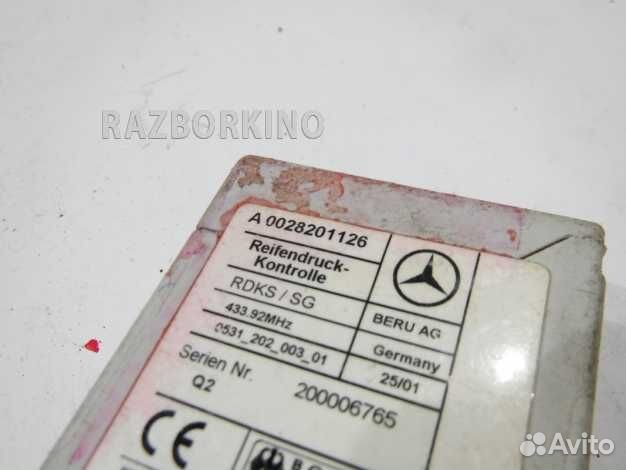 RAZBORKINO
A 0028201126
Reifendruck-
Kontrolle
RDKS / SG
BERU AG
433.92MHz
Germany
0531_202_003_01
25/01
Serien Nr.
200006765
Q2
CE
Avito